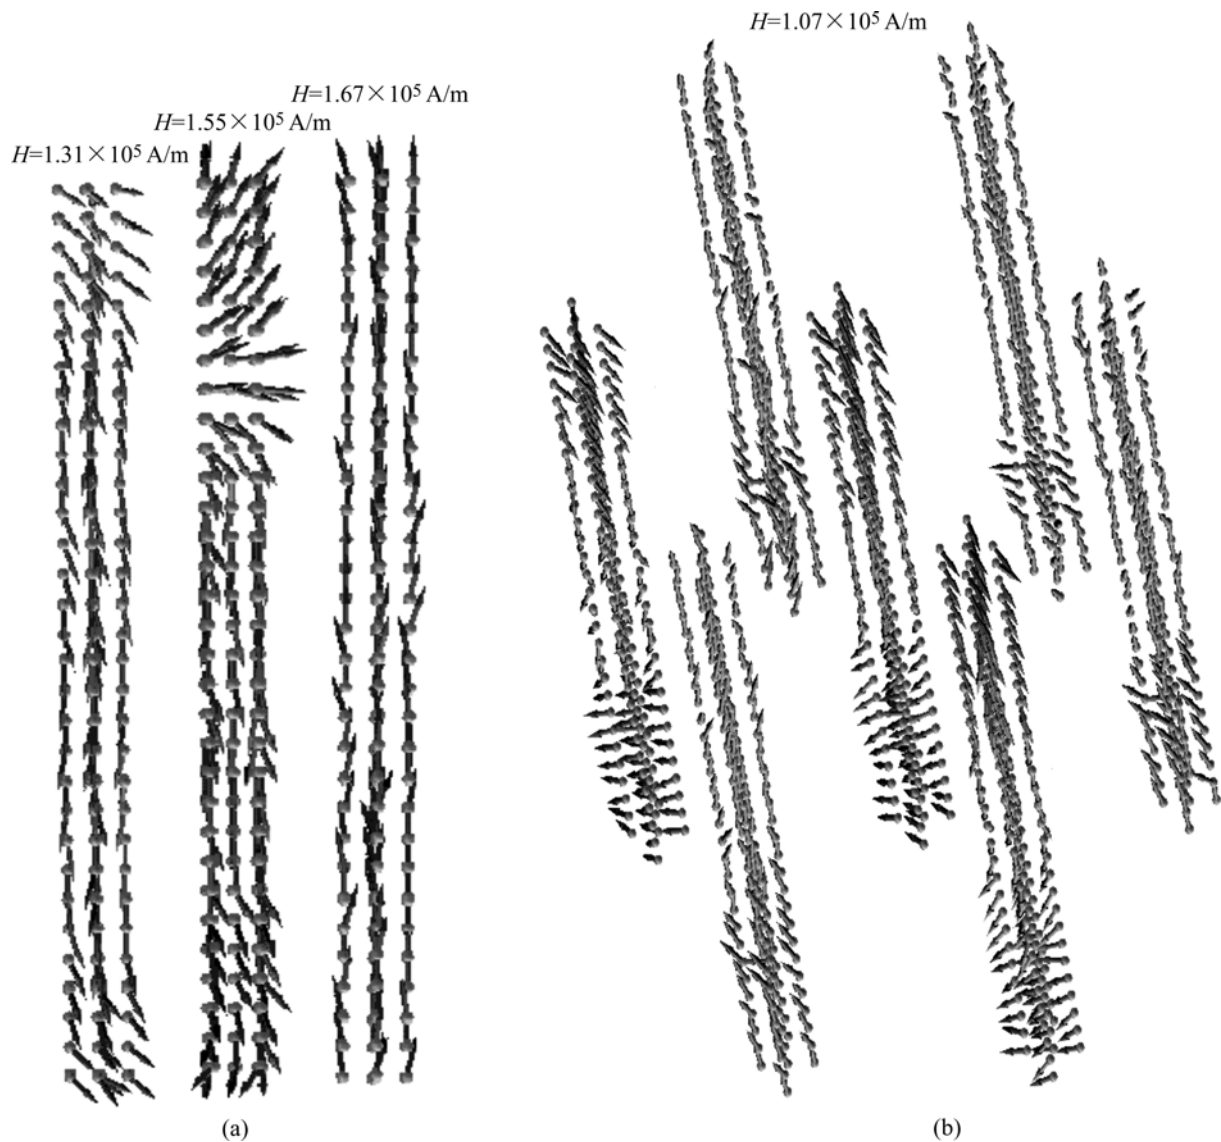 H=1.07×10⁵ A/m
H=1.67×10⁵ A/m
H=1.55×10⁵ A/m
H=1.31×10⁵ A/m
(a)
(b)